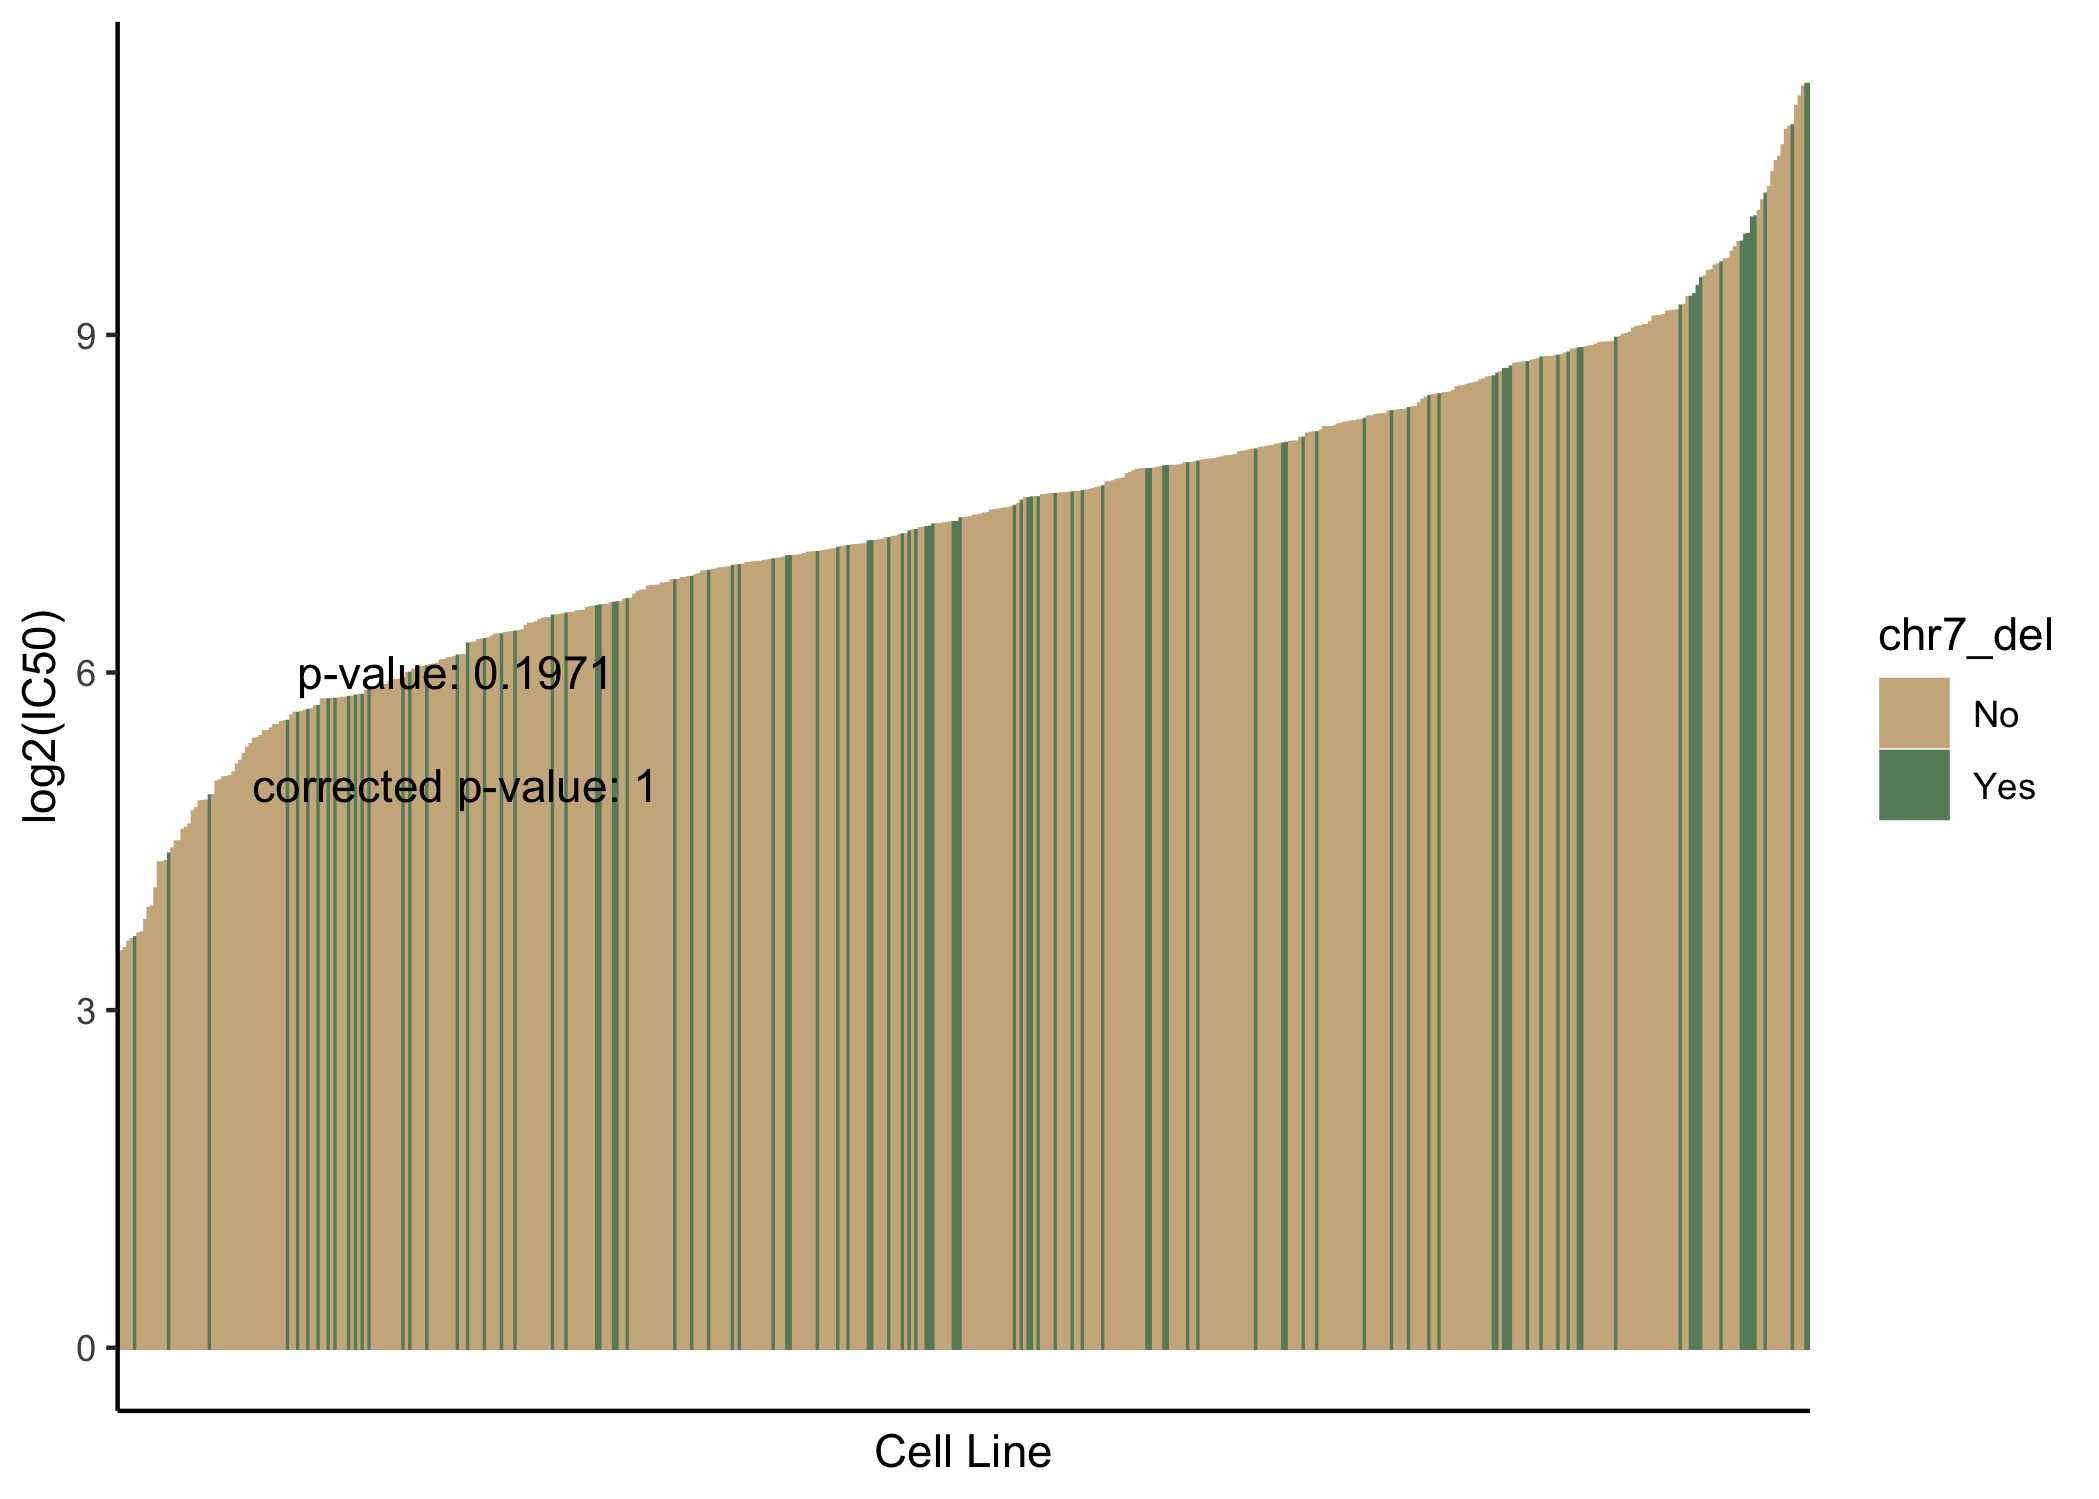 log2(IC50)
9
6
3
0
p-value: 0.1971
corrected p-value: 1
Cell Line
chr7_del
No
Yes